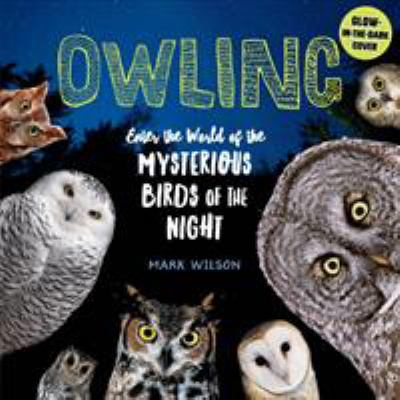 OWLING
GLOW-
IN-THE-DARK
COVER
Enter the World of the
MYSTERIOUS
BIRDS OF THE
NIGHT
MARK WILSON